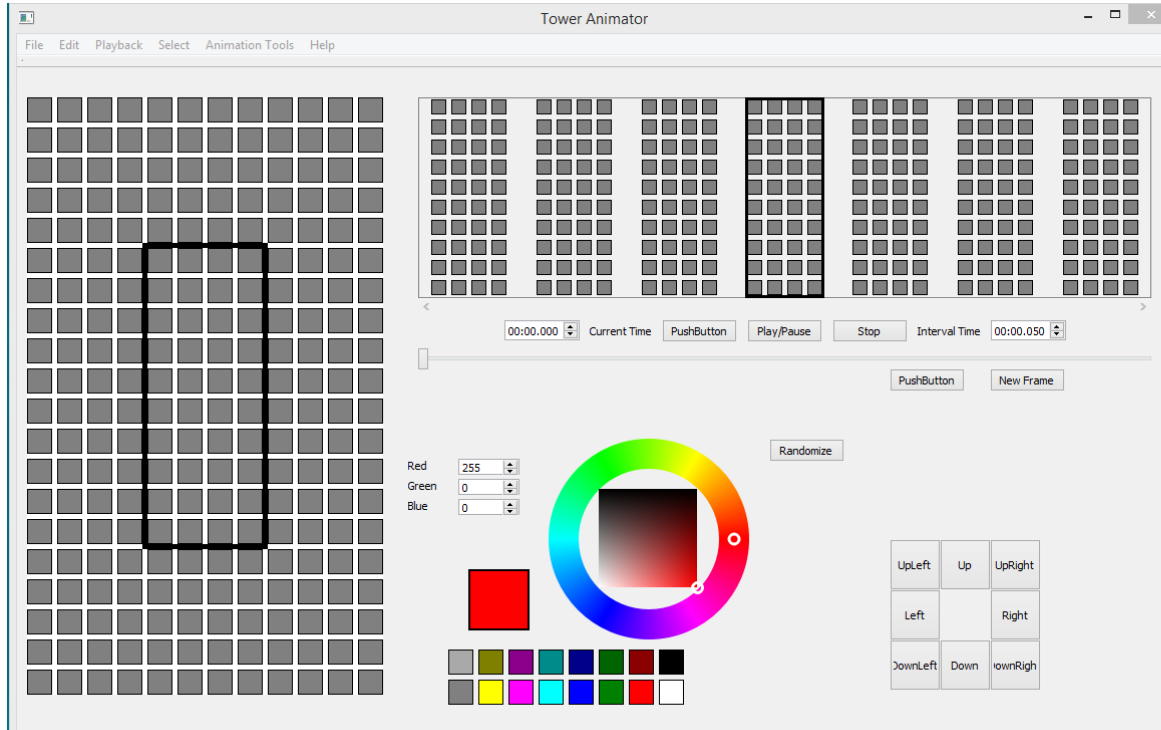 Tower Animator
File Edit Playback Select Animation Tools Help
00:00.000 Current Time PushButton Play/Pause Stop Interval Time 00:00.050
PushButton New Frame
Randomize
Red 255
Green 0
Blue 0
UpLeft Up UpRight
Left Right
DownLeft Down ownRigh